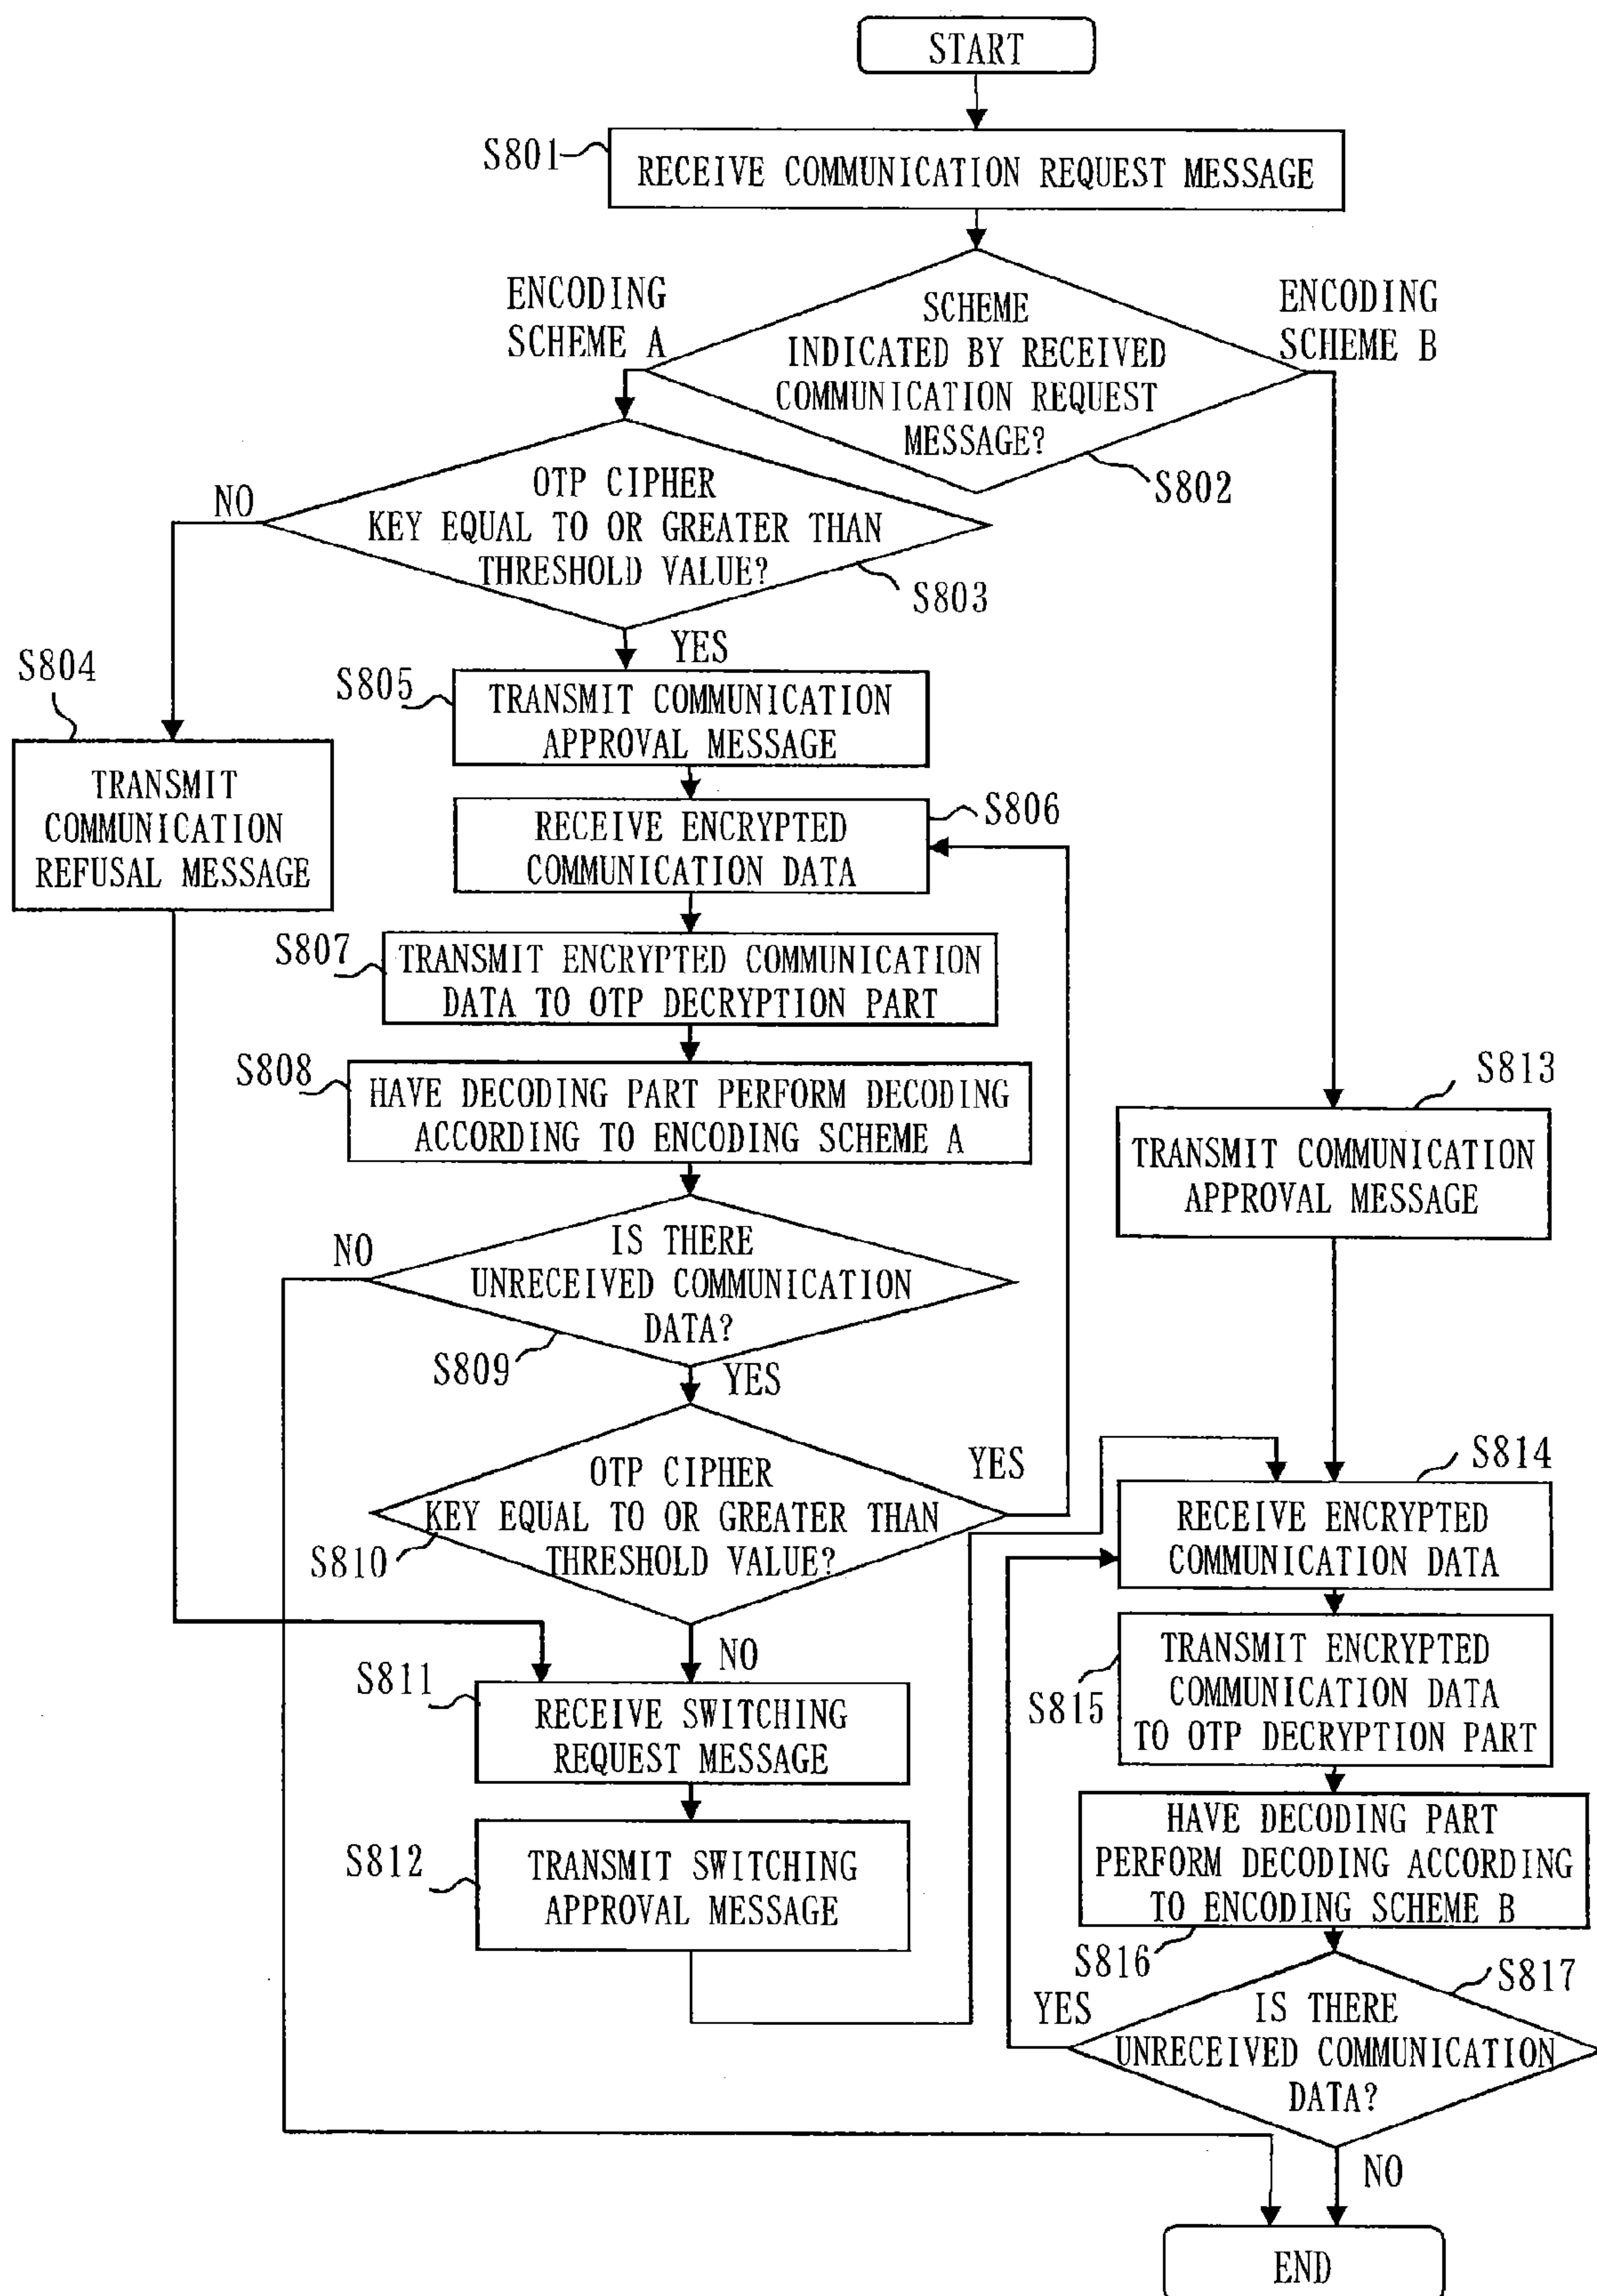 START
S801
RECEIVE COMMUNICATION REQUEST MESSAGE
ENCODING
SCHEME A
SCHEME
INDICATED BY RECEIVED
COMMUNICATION REQUEST
MESSAGE?
ENCODING
SCHEME B
S802
NO
OTP CIPHER
KEY EQUAL TO OR GREATER THAN
THRESHOLD VALUE?
S803
YES
S804
TRANSMIT
COMMUNICATION
REFUSAL MESSAGE
S805
TRANSMIT COMMUNICATION
APPROVAL MESSAGE
S806
RECEIVE ENCRYPTED
COMMUNICATION DATA
S807
TRANSMIT ENCRYPTED COMMUNICATION
DATA TO OTP DECRYPTION PART
S808
HAVE DECODING PART PERFORM DECODING
ACCORDING TO ENCODING SCHEME A
S813
TRANSMIT COMMUNICATION
APPROVAL MESSAGE
NO
IS THERE
UNRECEIVED COMMUNICATION
DATA?
S809
YES
OTP CIPHER
KEY EQUAL TO OR GREATER THAN
THRESHOLD VALUE?
YES
S810
NO
S814
RECEIVE ENCRYPTED
COMMUNICATION DATA
S811
RECEIVE SWITCHING
REQUEST MESSAGE
S815
TRANSMIT ENCRYPTED
COMMUNICATION DATA
TO OTP DECRYPTION PART
S812
TRANSMIT SWITCHING
APPROVAL MESSAGE
HAVE DECODING PART
PERFORM DECODING ACCORDING
TO ENCODING SCHEME B
S816
S817
YES
IS THERE
UNRECEIVED COMMUNICATION
DATA?
NO
END